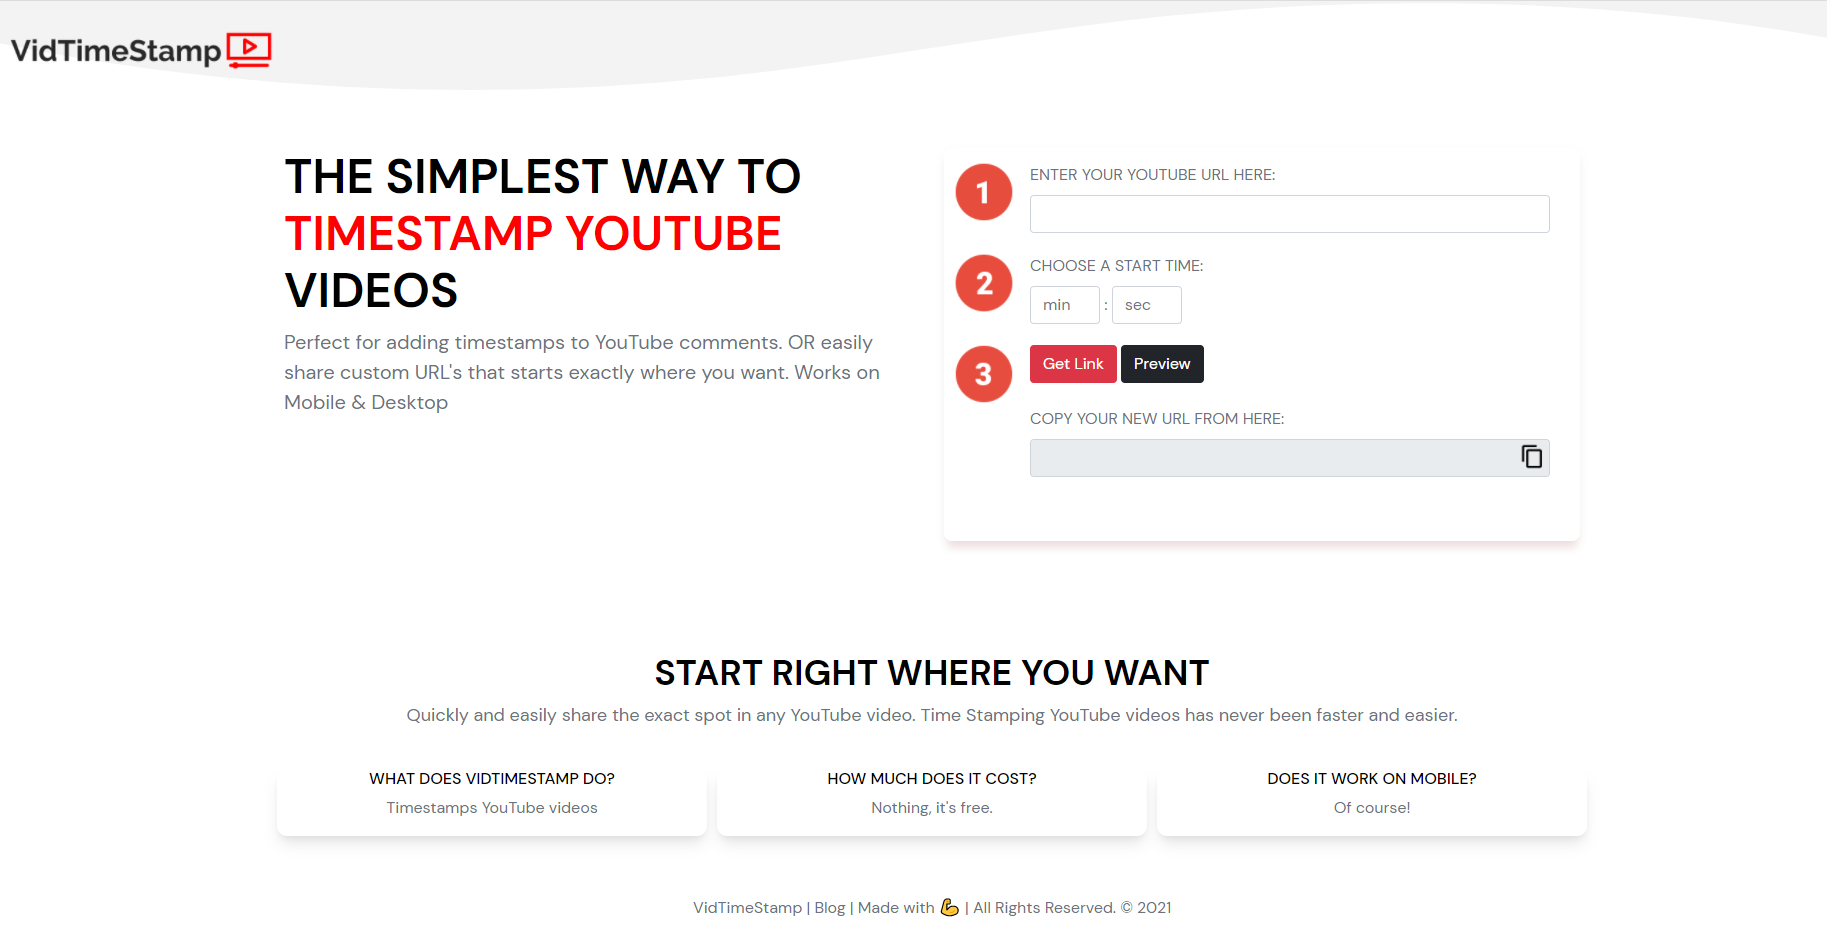 VidTimeStamp
THE SIMPLEST WAY TO
TIMESTAMP YOUTUBE
VIDEOS
Perfect for adding timestamps to YouTube comments. OR easily
share custom URL's that starts exactly where you want. Works on
Mobile & Desktop
1
ENTER YOUR YOUTUBE URL HERE:
2
CHOOSE A START TIME:
min : sec
3
Get Link Preview
COPY YOUR NEW URL FROM HERE:
START RIGHT WHERE YOU WANT
Quickly and easily share the exact spot in any YouTube video. Time Stamping YouTube videos has never been faster and easier.
WHAT DOES VIDTIMESTAMP DO?
Timestamps YouTube videos
HOW MUCH DOES IT COST?
Nothing, it's free.
DOES IT WORK ON MOBILE?
Of course!
VidTimeStamp | Blog | Made with 💪 | All Rights Reserved. © 2021